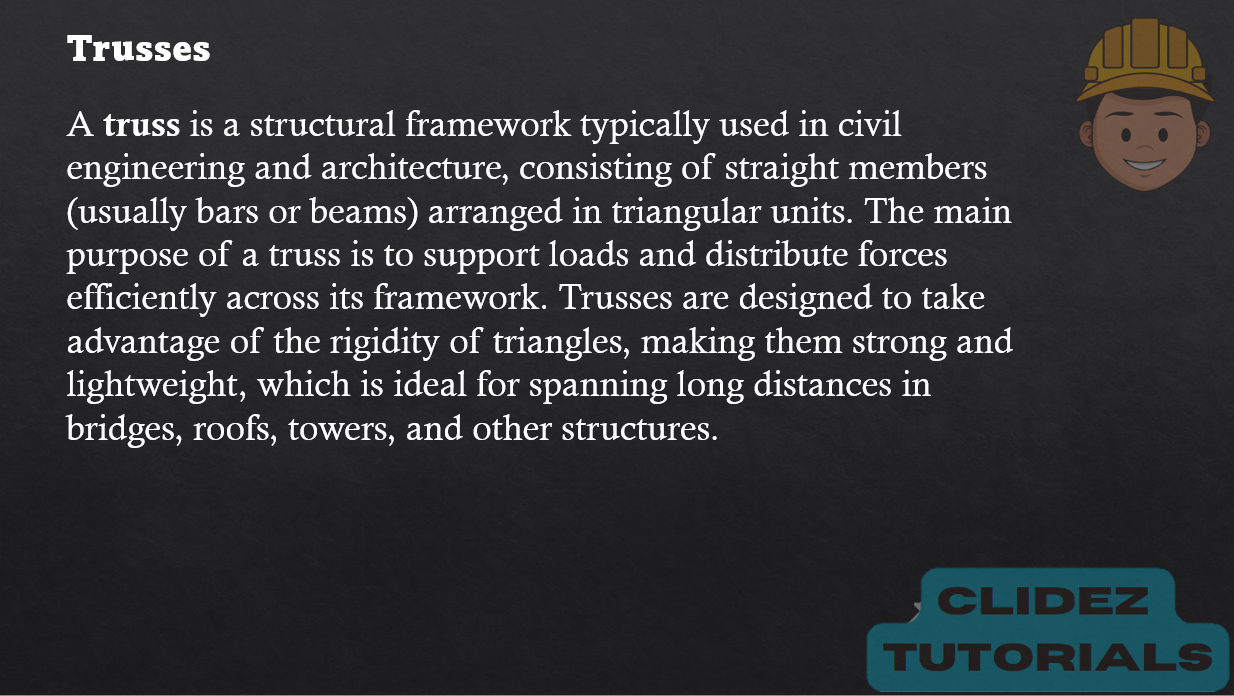 Trusses
A truss is a structural framework typically used in civil
engineering and architecture, consisting of straight members
(usually bars or beams) arranged in triangular units. The main
purpose of a truss is to support loads and distribute forces
efficiently across its framework. Trusses are designed to take
advantage of the rigidity of triangles, making them strong and
lightweight, which is ideal for spanning long distances in
bridges, roofs, towers, and other structures.
CLIDEZ
TUTORIALS